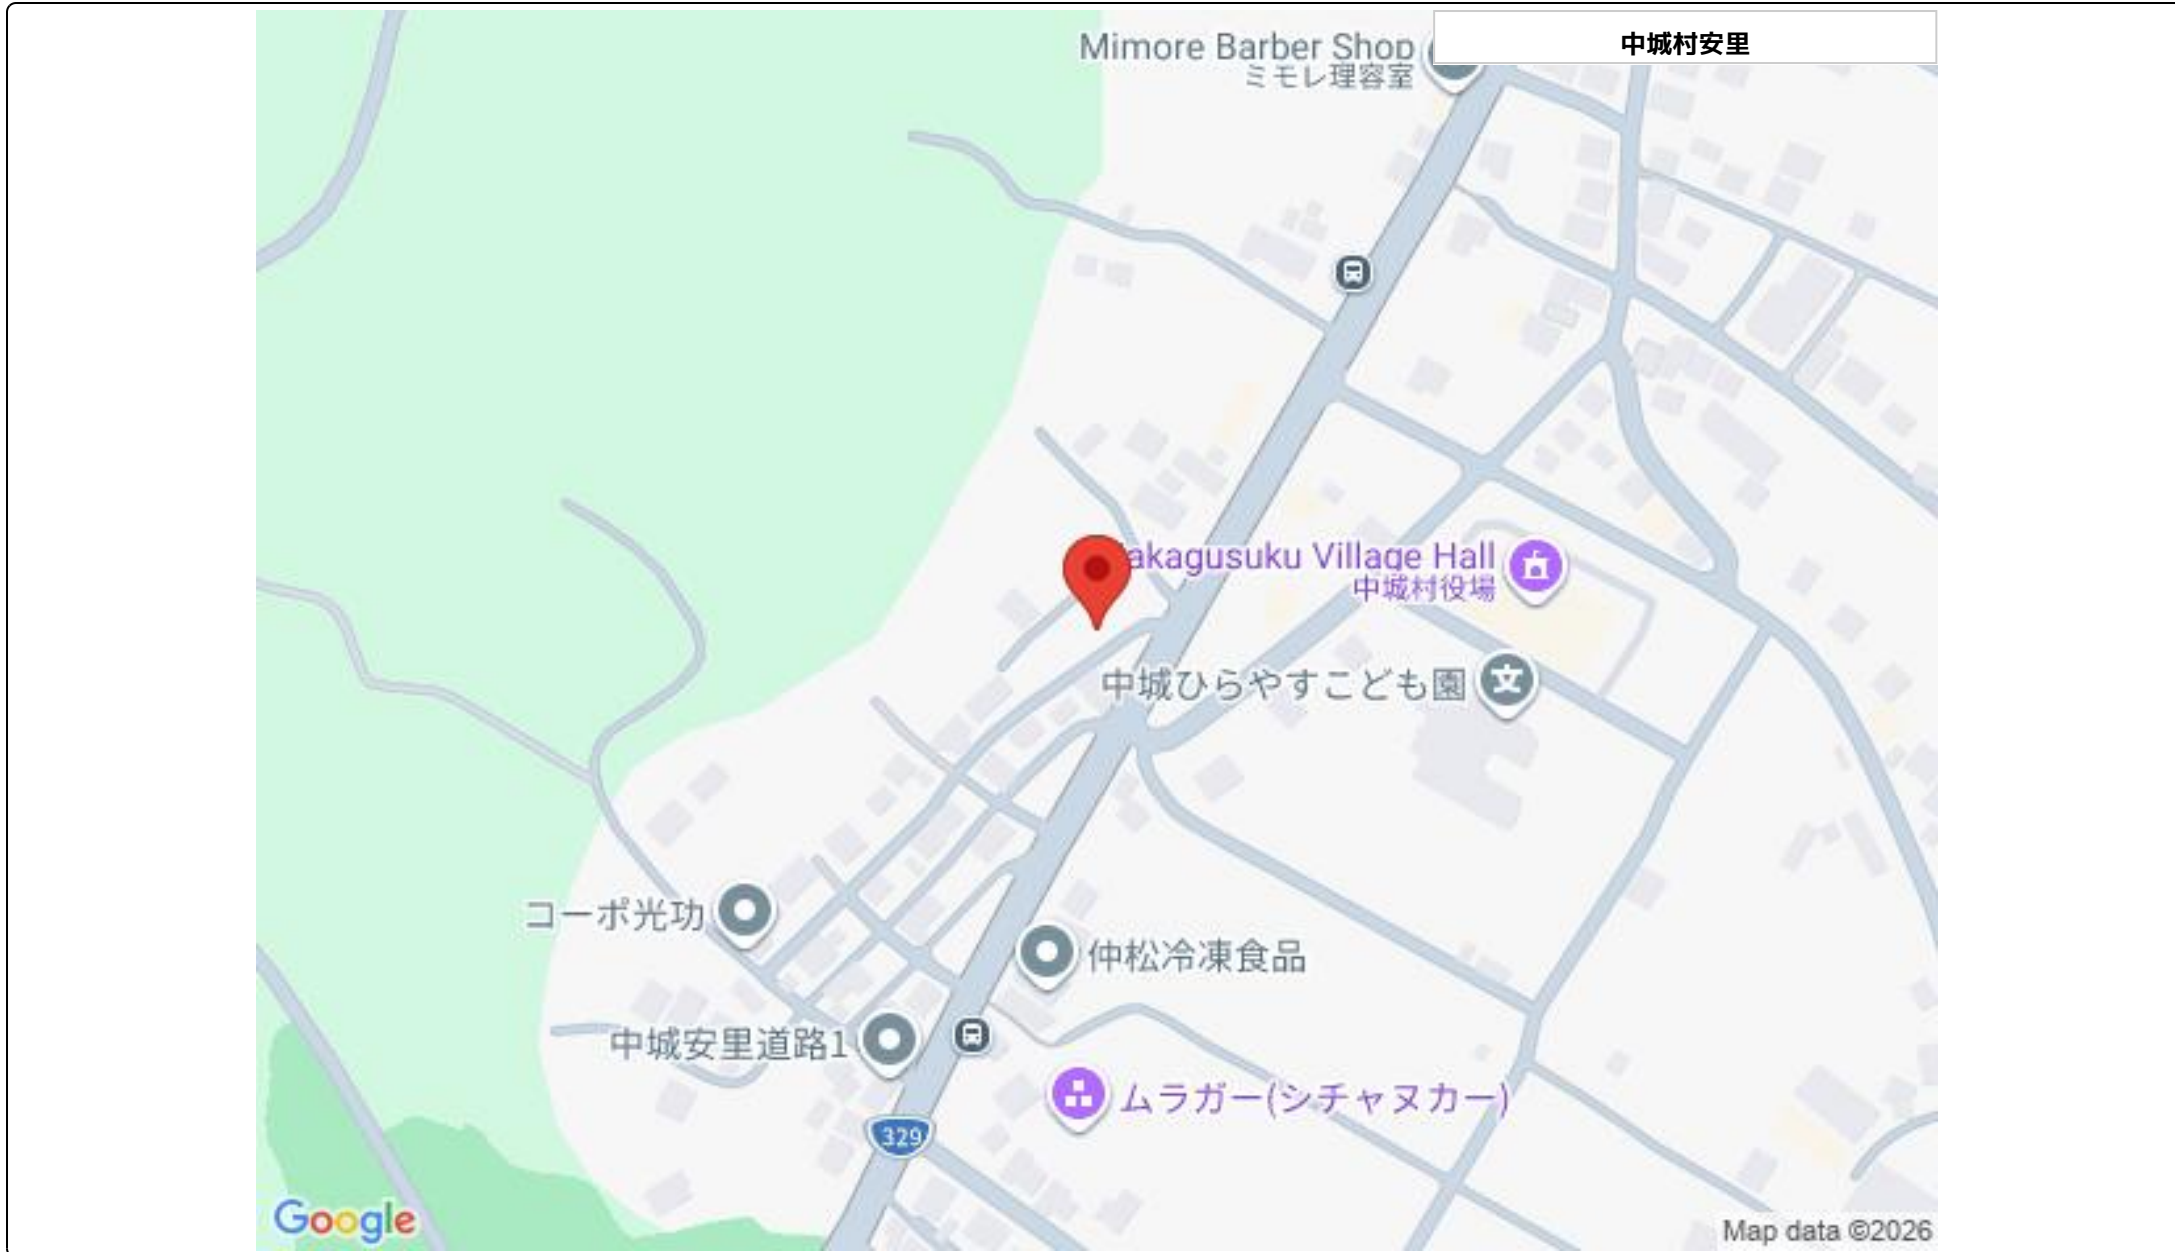 中城村安里
Mimore Barber Shop
ミモレ理容室
akagusuku Village Hall
中城村役場
中城ひらやすこども園
文
コーポ光功
仲松冷凍食品
中城安里道路1
ムラガー(シチャヌカー)
329
Google
Map data ©2026